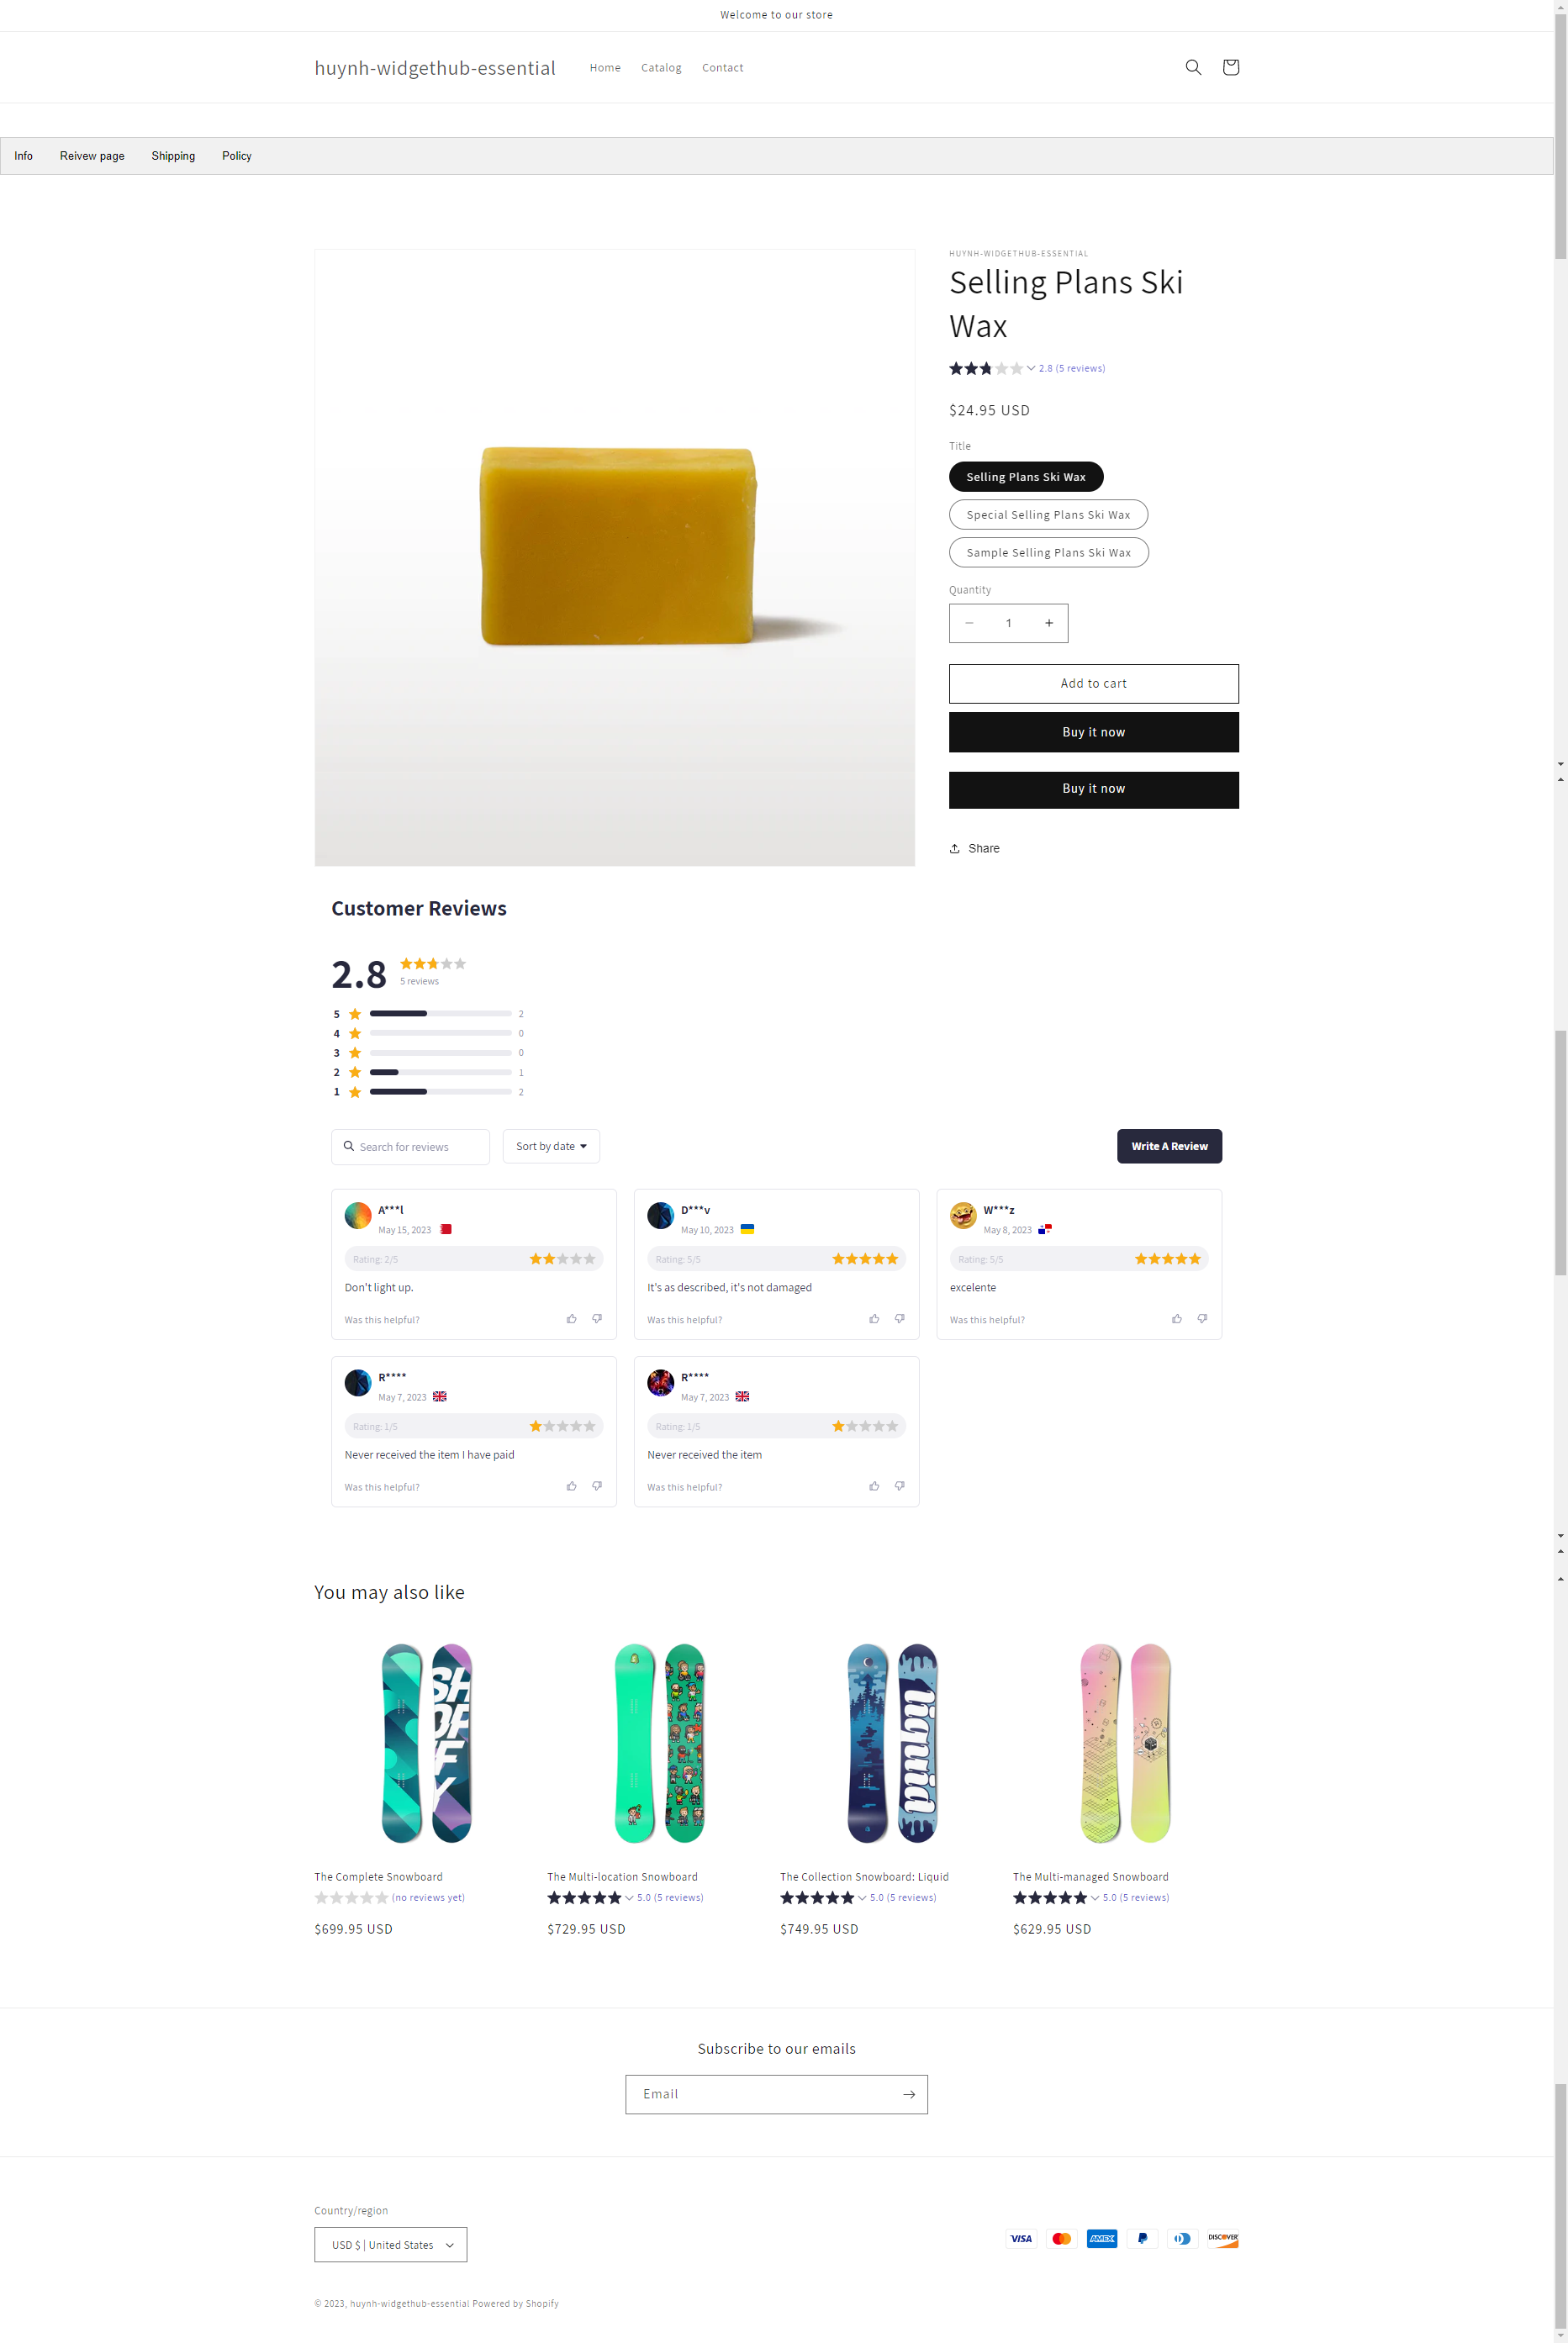 Welcome to our store
huynh-widgethub-essential Home Catalog Contact
Info Reivew page Shipping Policy
HUYNH-WIDGETHUB-ESSENTIAL
Selling Plans Ski
Wax
2.8 (5 reviews)
$24.95 USD
Title
Selling Plans Ski Wax
Special Selling Plans Ski Wax
Sample Selling Plans Ski Wax
Quantity
− 1 +
Add to cart
Buy it now
Buy it now
Share
Customer Reviews
2.8
5 reviews
5 2
4 0
3 0
2 1
1 2
Search for reviews Sort by date Write A Review
A***l
May 15, 2023
Rating: 2/5
Don't light up.
Was this helpful?
D***v
May 10, 2023
Rating: 5/5
It's as described, it's not damaged
Was this helpful?
W***z
May 8, 2023
Rating: 5/5
excelente
Was this helpful?
R****
May 7, 2023
Rating: 1/5
Never received the item I have paid
Was this helpful?
R****
May 7, 2023
Rating: 1/5
Never received the item
Was this helpful?
You may also like
SH
OP
IF
Y
liquid
The Complete Snowboard
(no reviews yet)
$699.95 USD
The Multi-location Snowboard
5.0 (5 reviews)
$729.95 USD
The Collection Snowboard: Liquid
5.0 (5 reviews)
$749.95 USD
The Multi-managed Snowboard
5.0 (5 reviews)
$629.95 USD
Subscribe to our emails
Email
Country/region
USD $ | United States
VISA AMEX DISCOVER
© 2023, huynh-widgethub-essential Powered by Shopify